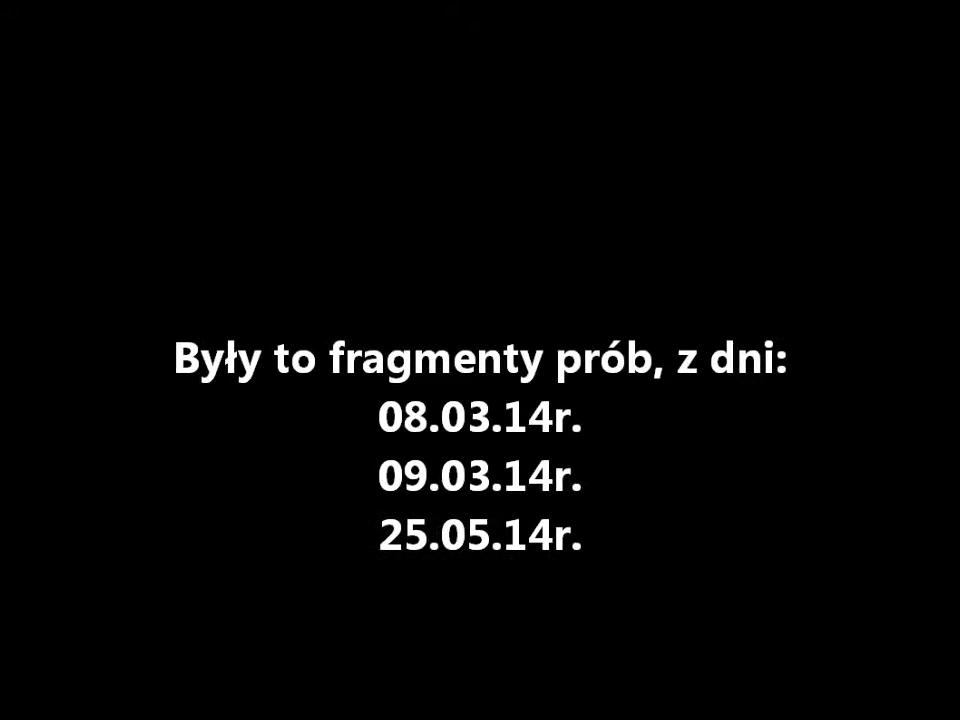 Były to fragmenty prób, z dni:
08.03.14r.
09.03.14r.
25.05.14r.